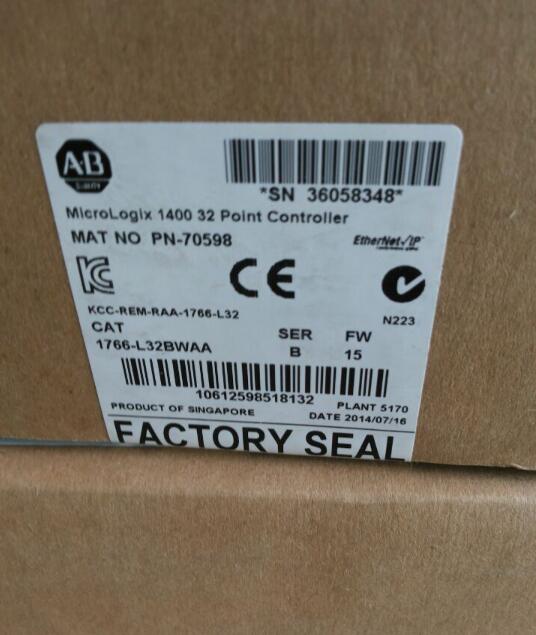 A-B
QUALITY
*SN 36058348*
MicroLogix 1400 32 Point Controller
MAT NO PN-70598
EtherNet/IP
CE
N223
KCC-REM-RAA-1766-L32
CAT
1766-L32BWAA
SER
B
FW
15
10612598518132
PRODUCT OF SINGAPORE
PLANT 5170
DATE 2014/07/16
FACTORY SEAL